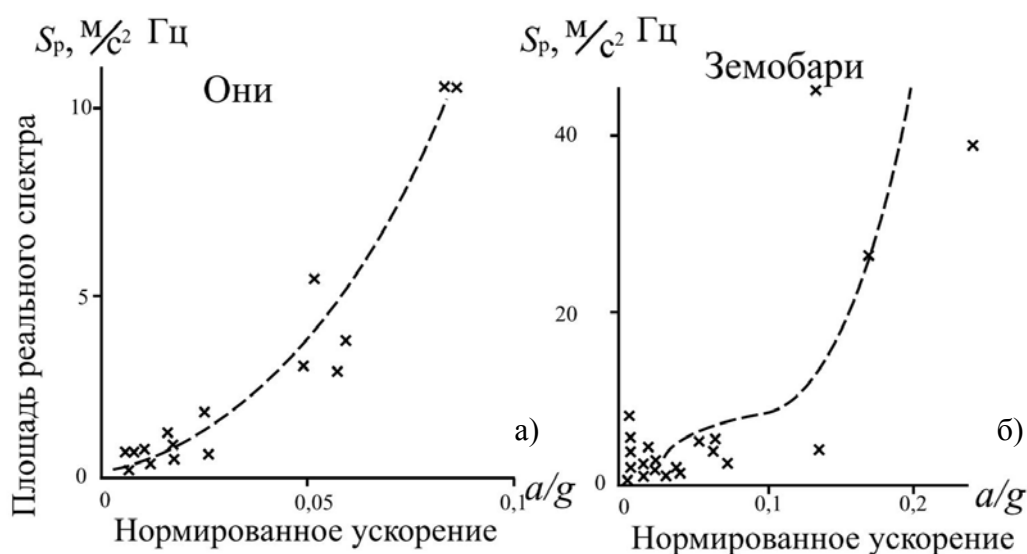 Sр, м/с² Гц
Они
Площадь реального спектра
10
5
0
0,05
0,1
a/g
Нормированное ускорение
а)
Sр, м/с² Гц
Земобари
40
20
0
0,1
0,2
a/g
Нормированное ускорение
б)